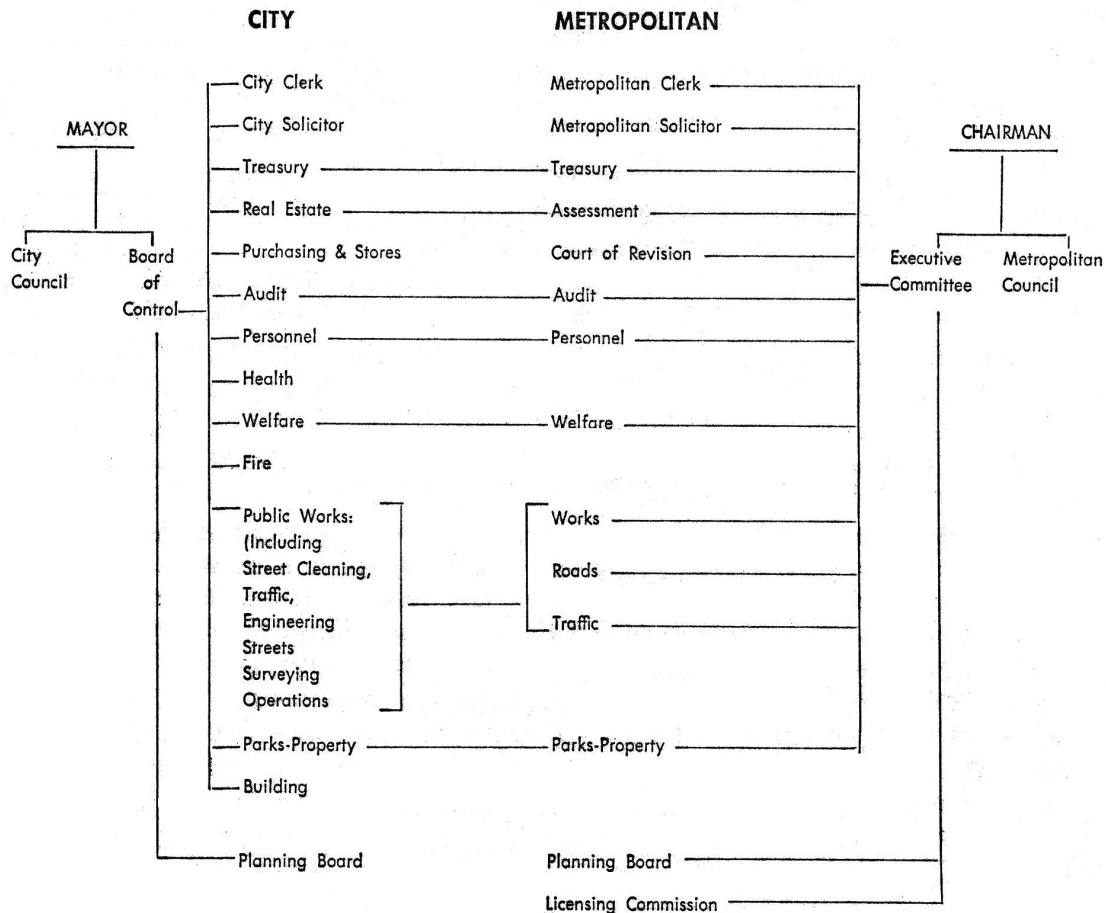 CITY
METROPOLITAN
MAYOR
City
Council
Board
of
Control
City Clerk
City Solicitor
Treasury
Real Estate
Purchasing & Stores
Audit
Personnel
Health
Welfare
Fire
Public Works:
(Including
Street Cleaning,
Traffic,
Engineering
Streets
Surveying
Operations
Parks-Property
Building
Planning Board
Metropolitan Clerk
Metropolitan Solicitor
Treasury
Assessment
Court of Revision
Audit
Personnel
Welfare
Works
Roads
Traffic
Parks-Property
Planning Board
Licensing Commission
CHAIRMAN
Executive
Committee
Metropolitan
Council